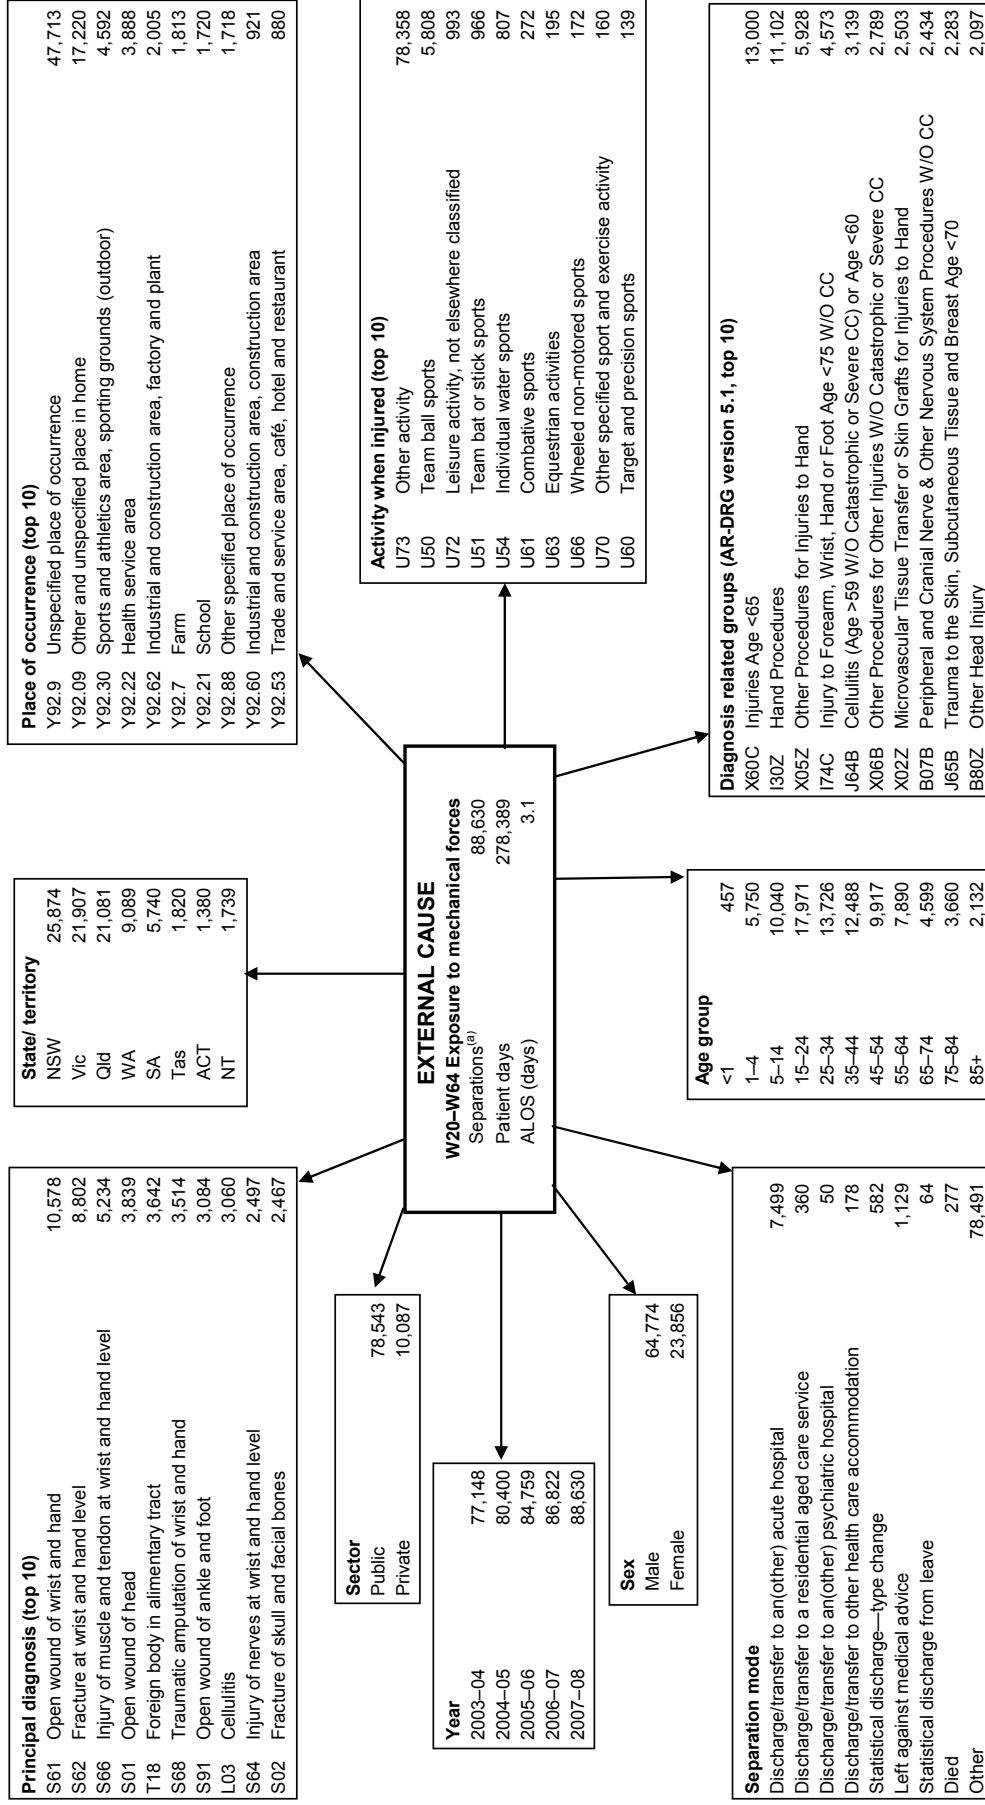 Principal diagnosis (top 10)
S61 Open wound of wrist and hand 10,578
S62 Fracture at wrist and hand level 8,802
S66 Injury of muscle and tendon at wrist and hand level 5,234
S01 Open wound of head 3,839
T18 Foreign body in alimentary tract 3,642
S68 Traumatic amputation of wrist and hand 3,514
S91 Open wound of ankle and foot 3,084
L03 Cellulitis 3,060
S64 Injury of nerves at wrist and hand level 2,497
S02 Fracture of skull and facial bones 2,467
State/ territory
NSW 25,874
Vic 21,907
Qld 21,081
WA 9,089
SA 5,740
Tas 1,820
ACT 1,380
NT 1,739
Place of occurrence (top 10)
Y92.9 Unspecified place of occurrence 47,713
Y92.09 Other and unspecified place in home 17,220
Y92.30 Sports and athletics area, sporting grounds (outdoor) 4,592
Y92.22 Health service area 3,888
Y92.62 Industrial and construction area, factory and plant 2,005
Y92.7 Farm 1,813
Y92.21 School 1,720
Y92.88 Other specified place of occurrence 1,718
Y92.60 Industrial and construction area, construction area 921
Y92.53 Trade and service area, café, hotel and restaurant 880
Sector
Public 78,543
Private 10,087
Year
2003–04 77,148
2004–05 80,400
2005–06 84,759
2006–07 86,822
2007–08 88,630
EXTERNAL CAUSE
W20–W64 Exposure to mechanical forces
Separations(a) 88,630
Patient days 278,389
ALOS (days) 3.1
Activity when injured (top 10)
U73 Other activity 78,358
U50 Team ball sports 5,808
U72 Leisure activity, not elsewhere classified 993
U51 Team bat or stick sports 966
U54 Individual water sports 807
U61 Combative sports 272
U63 Equestrian activities 195
U66 Wheeled non-motored sports 172
U70 Other specified sport and exercise activity 160
U60 Target and precision sports 139
Sex
Male 64,774
Female 23,856
Separation mode
Discharge/transfer to an(other) acute hospital 7,499
Discharge/transfer to a residential aged care service 360
Discharge/transfer to an(other) psychiatric hospital 50
Discharge/transfer to other health care accommodation 178
Statistical discharge—type change 582
Left against medical advice 1,129
Statistical discharge from leave 64
Died 277
Other 78,491
Age group
<1 457
1–4 5,750
5–14 10,040
15–24 17,971
25–34 13,726
35–44 12,488
45–54 9,917
55–64 7,890
65–74 4,599
75–84 3,660
85+ 2,132
Diagnosis related groups (AR-DRG version 5.1, top 10)
X60C Injuries Age <65 13,000
I30Z Hand Procedures 11,102
X05Z Other Procedures for Injuries to Hand 5,928
I74C Injury to Forearm, Wrist, Hand or Foot Age <75 W/O CC 4,573
J64B Cellulitis (Age >59 W/O Catastrophic or Severe CC) or Age <60 3,139
X06B Other Procedures for Other Injuries W/O Catastrophic or Severe CC 2,789
X02Z Microvascular Tissue Transfer or Skin Grafts for Injuries to Hand 2,503
B07B Peripheral and Cranial Nerve & Other Nervous System Procedures W/O CC 2,434
J65B Trauma to the Skin, Subcutaneous Tissue and Breast Age <70 2,283
B80Z Other Head Injury 2,097